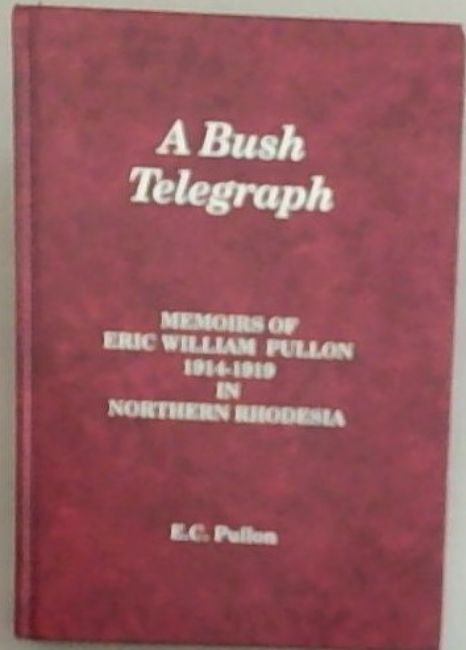 A Bush
Telegraph
MEMOIRS OF
ERIC WILLIAM PULLON
1914-1919
IN
NORTHERN RHODESIA
E.C. Pullon